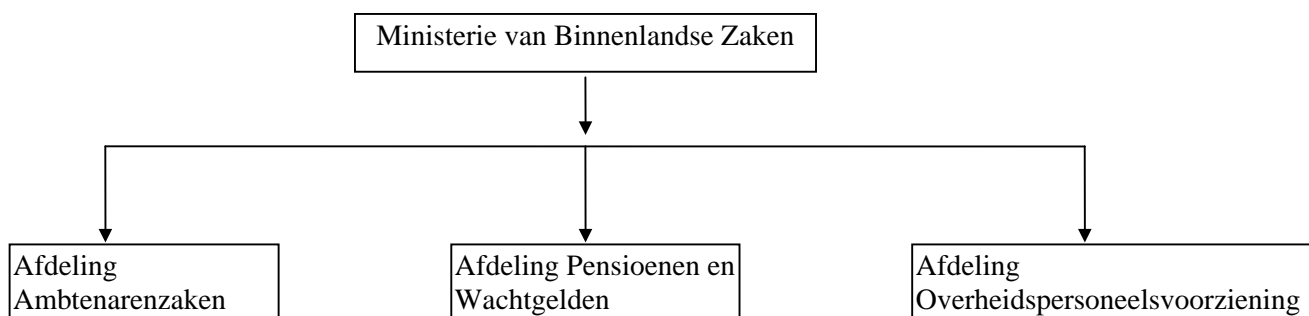 Ministerie van Binnenlandse Zaken
Afdeling
Ambtenarenzaken
Afdeling Pensioenen en
Wachtgelden
Afdeling
Overheidspersoneelsvoorziening